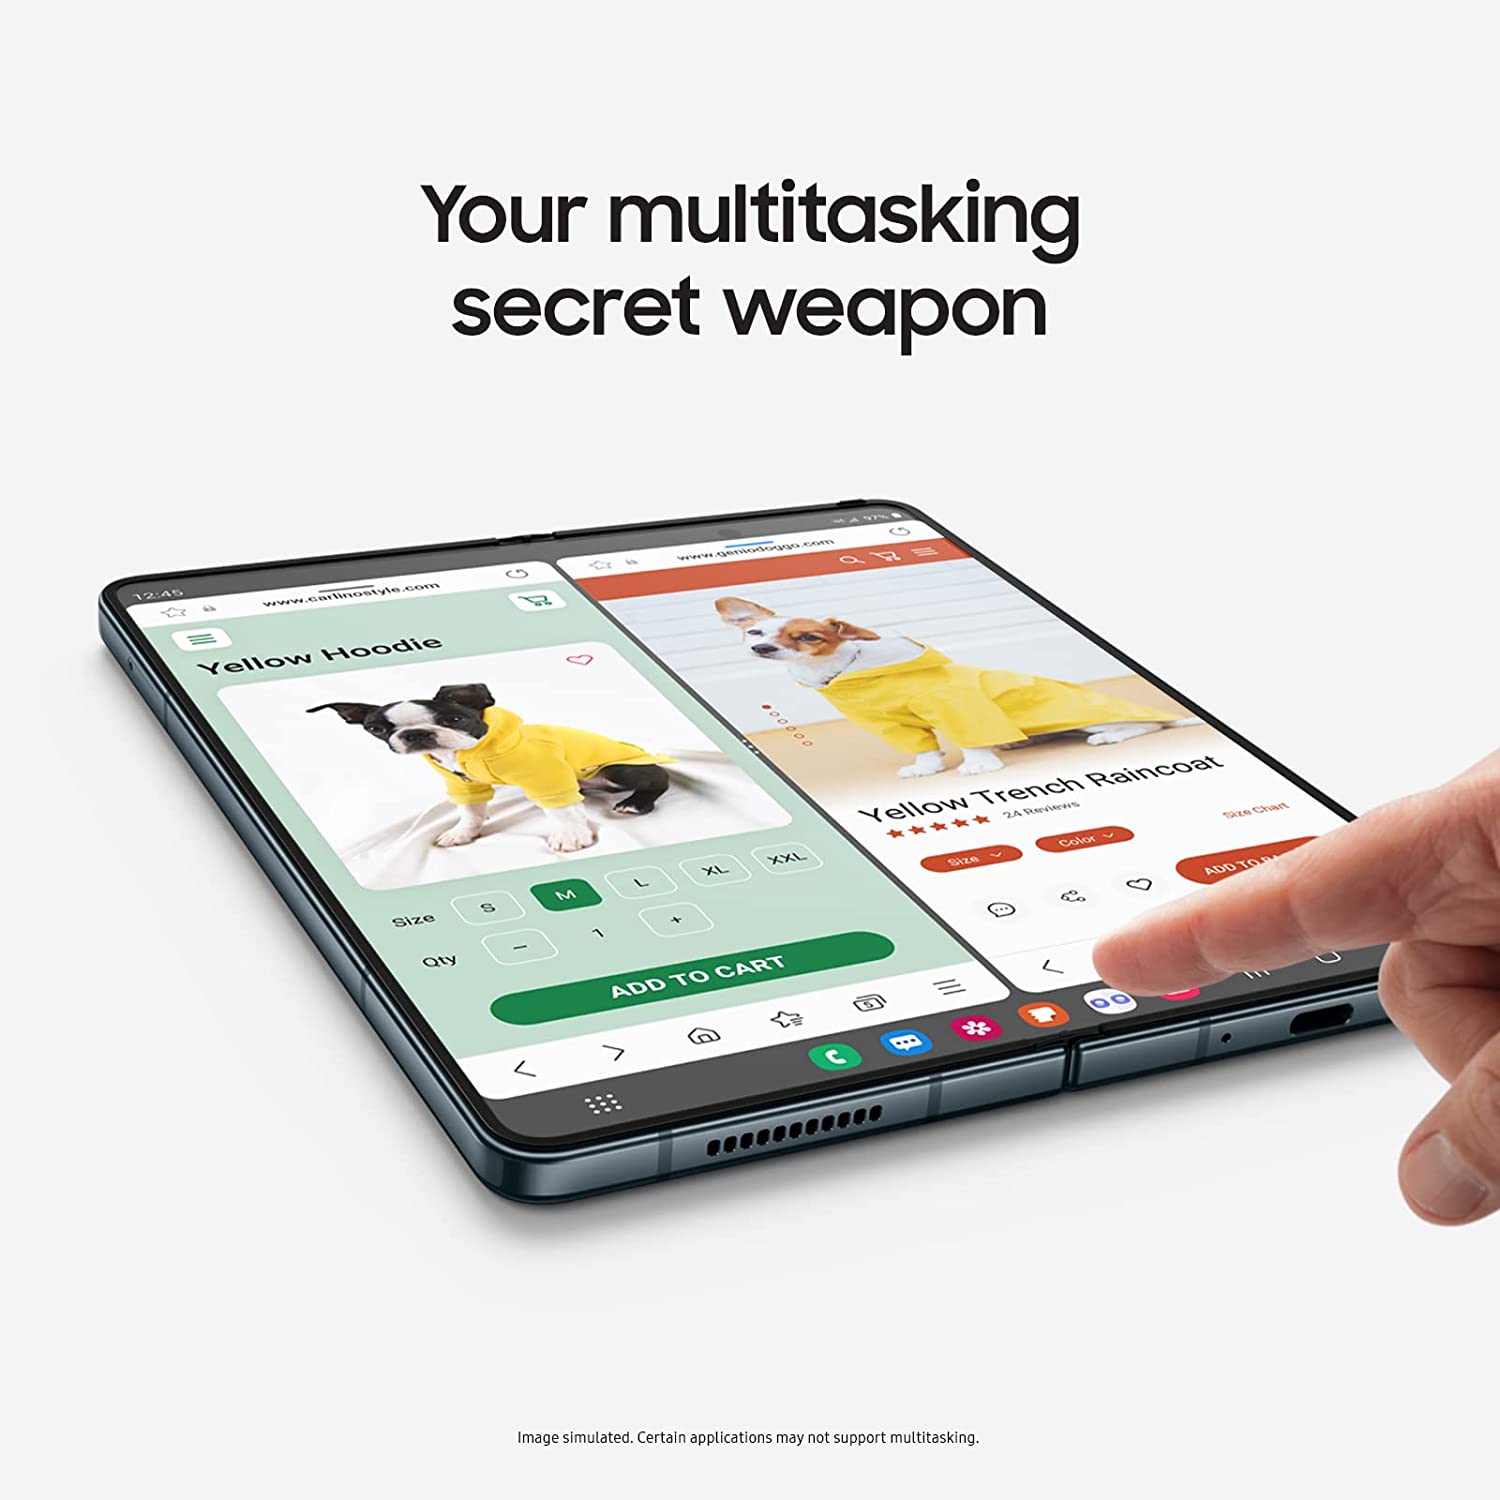 Your multitasking
secret weapon
12:45
97%
www.carlinostyle.com
Yellow Hoodie
Size
S
M
L
XL
XXL
Qty
−
1
+
ADD TO CART
5
www.geniodoggo.com
Yellow Trench Raincoat
24 Reviews
Size Chart
Size
Color
ADD TO
Image simulated. Certain applications may not support multitasking.